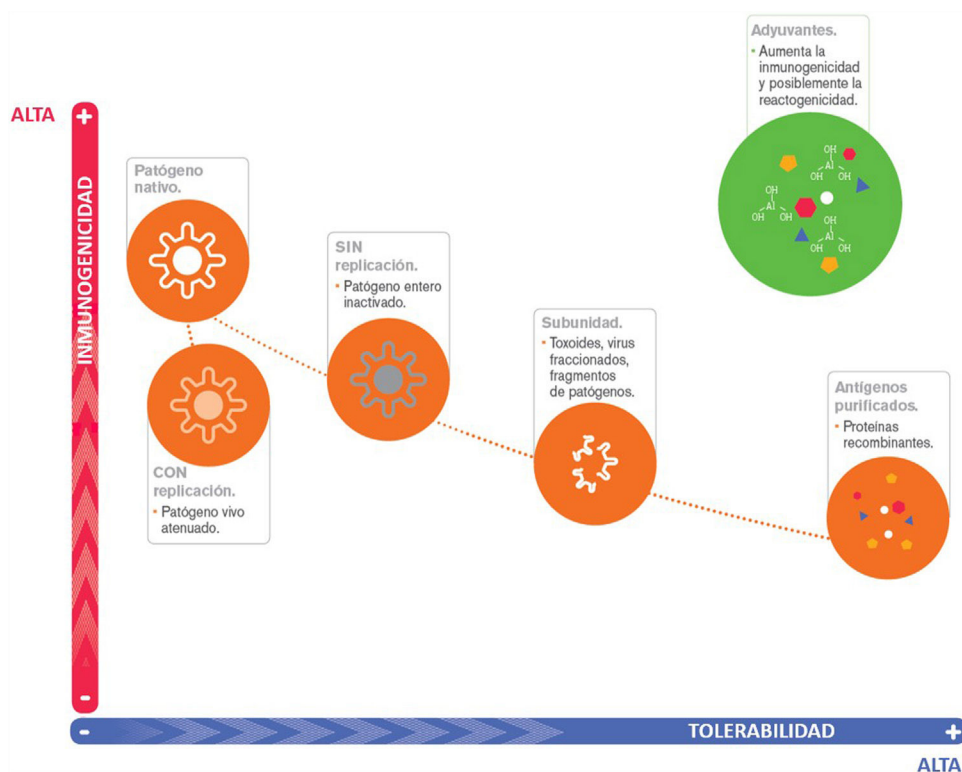 Adyuvantes.
• Aumenta la
inmunogenicidad
y posiblemente la
reactogenicidad.
OH
Al
OH OH
OH
Al
OH OH
OH
Al
OH OH
ALTA
+
INMUNOGENICIDAD
-
Patógeno
nativo.
SIN
replicación.
• Patógeno entero
inactivado.
CON
replicación.
• Patógeno vivo
atenuado.
Subunidad.
• Toxoides, virus
fraccionados,
fragmentos
de patógenos.
Antígenos
purificados.
• Proteínas
recombinantes.
- TOLERABILIDAD +
ALTA